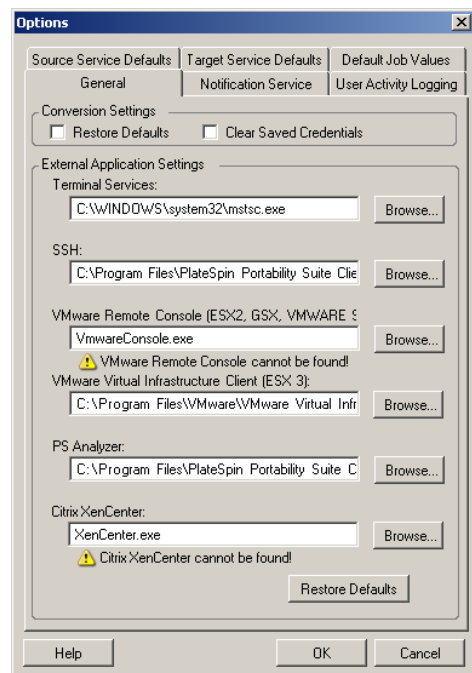 Options
Source Service Defaults
Target Service Defaults
Default Job Values
General
Notification Service
User Activity Logging
Conversion Settings
Restore Defaults
Clear Saved Credentials
External Application Settings
Terminal Services:
C:\WINDOWS\system32\mstsc.exe
Browse...
SSH:
C:\Program Files\PlateSpin Portability Suite Clie
Browse...
VMware Remote Console (ESX2, GSX, VMWARE S
VmwareConsole.exe
Browse...
VMware Remote Console cannot be found!
VMware Virtual Infrastructure Client (ESX 3):
C:\Program Files\VMware\VMware Virtual Infr
Browse...
PS Analyzer:
C:\Program Files\PlateSpin Portability Suite C
Browse...
Citrix XenCenter:
XenCenter.exe
Browse...
Citrix XenCenter cannot be found!
Restore Defaults
Help
OK
Cancel